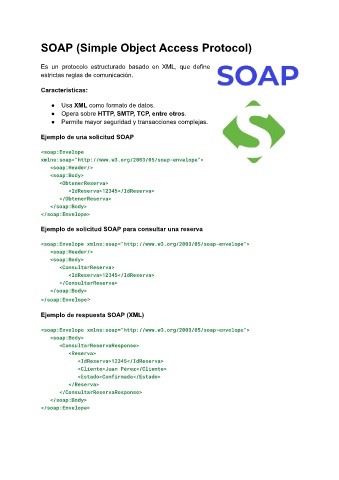 SOAP (Simple Object Access Protocol)
Es un protocolo estructurado basado en XML, que define
estrictas reglas de comunicación.
SOAP
Características:
● Usa XML como formato de datos.
● Opera sobre HTTP, SMTP, TCP, entre otros.
● Permite mayor seguridad y transacciones complejas.
S
Ejemplo de una solicitud SOAP
<soap:Envelope
xmlns:soap="http://www.w3.org/2003/05/soap-envelope">
<soap:Header/>
<soap:Body>
<ObtenerReserva>
<IdReserva>12345</IdReserva>
</ObtenerReserva>
</soap:Body>
</soap:Envelope>
Ejemplo de solicitud SOAP para consultar una reserva
<soap:Envelope xmlns:soap="http://www.w3.org/2003/05/soap-envelope">
<soap:Header/>
<soap:Body>
<ConsultarReserva>
<IdReserva>12345</IdReserva>
</ConsultarReserva>
</soap:Body>
</soap:Envelope>
Ejemplo de respuesta SOAP (XML)
<soap:Envelope xmlns:soap="http://www.w3.org/2003/05/soap-envelope">
<soap:Body>
<ConsultarReservaResponse>
<Reserva>
<IdReserva>12345</IdReserva>
<Cliente>Juan Pérez</Cliente>
<Estado>Confirmado</Estado>
</Reserva>
</ConsultarReservaResponse>
</soap:Body>
</soap:Envelope>